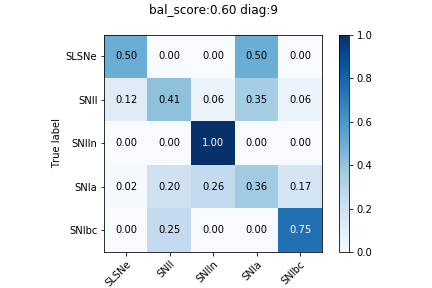 bal_score:0.60 diag:9
True label
SLSNe 0.50 0.00 0.00 0.50 0.00
SNII 0.12 0.41 0.06 0.35 0.06
SNIIn 0.00 0.00 1.00 0.00 0.00
SNIa 0.02 0.20 0.26 0.36 0.17
SNIbc 0.00 0.25 0.00 0.00 0.75
SLSNe SNII SNIIn SNIa SNIbc
1.0
0.8
0.6
0.4
0.2
0.0